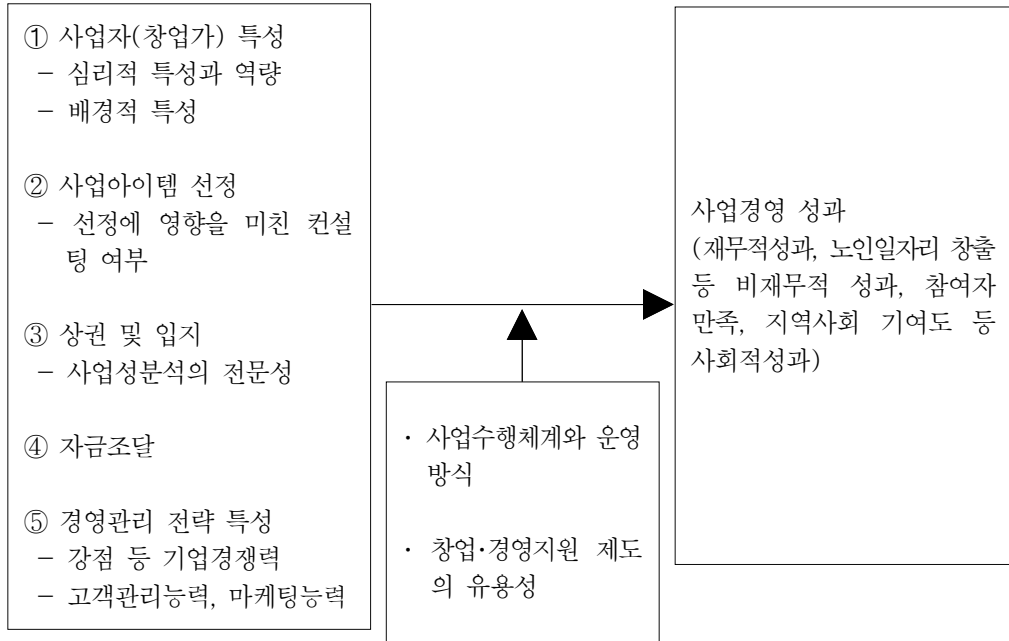 ① 사업자(창업가) 특성
- 심리적 특성과 역량
- 배경적 특성
② 사업아이템 선정
- 선정에 영향을 미친 컨설
팅 여부
③ 상권 및 입지
- 사업성분석의 전문성
④ 자금조달
⑤ 경영관리 전략 특성
- 강점 등 기업경쟁력
- 고객관리능력, 마케팅능력
· 사업수행체계와 운영
방식
· 창업·경영지원 제도
의 유용성
사업경영 성과
(재무적성과, 노인일자리 창출
등 비재무적 성과, 참여자
만족, 지역사회 기여도 등
사회적성과)